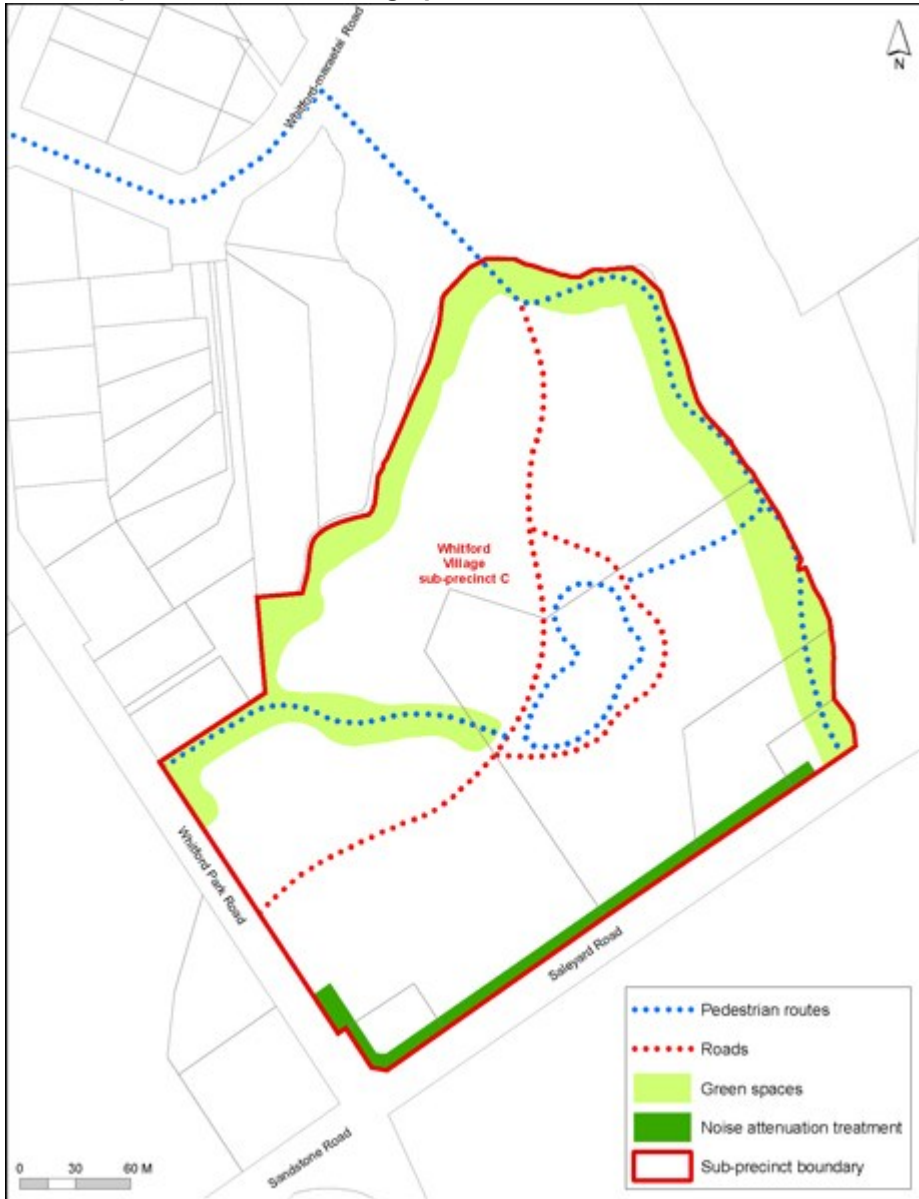 Whitford-maraetai Road
N
Whitford
Village
sub-precinct C
Whitford Park Road
Saleyard Road
Sandstone Road
Pedestrian routes
Roads
Green spaces
Noise attenuation treatment
Sub-precinct boundary
0 30 60 M